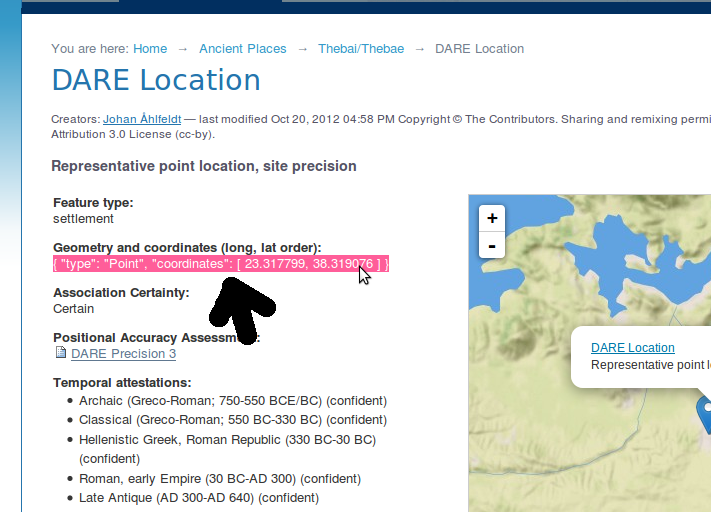 You are here: Home → Ancient Places → Thebai/Thebae → DARE Location
DARE Location
Creators: Johan Åhlfeldt — last modified Oct 20, 2012 04:58 PM Copyright © The Contributors. Sharing and remixing permi
Attribution 3.0 License (cc-by).
Representative point location, site precision
Feature type:
settlement
Geometry and coordinates (long, lat order):
{ "type": "Point", "coordinates": [ 23.317799, 38.319076 ] }
Association Certainty:
Certain
Positional Accuracy Assessm e:
DARE Precision 3
Temporal attestations:
• Archaic (Greco-Roman; 750-550 BCE/BC) (confident)
• Classical (Greco-Roman; 550 BC-330 BC) (confident)
• Hellenistic Greek, Roman Republic (330 BC-30 BC)
(confident)
• Roman, early Empire (30 BC-AD 300) (confident)
• Late Antique (AD 300-AD 640) (confident)
+
-
DARE Location
Representative point l